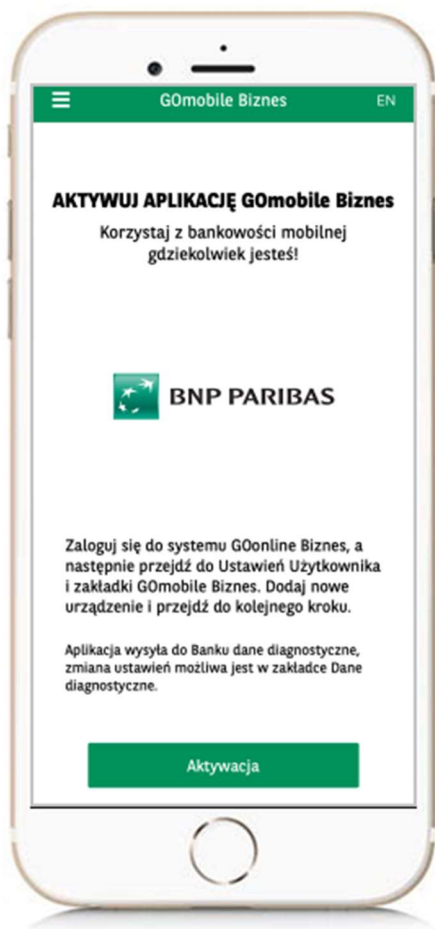 GOmobile Biznes EN
AKTYWUJ APLIKACJĘ GOmobile Biznes
Korzystaj z bankowości mobilnej
gdziekolwiek jesteś!
BNP PARIBAS
Zaloguj się do systemu GOonline Biznes, a
następnie przejdź do Ustawień Użytkownika
i zakładki GOmobile Biznes. Dodaj nowe
urządzenie i przejdź do kolejnego kroku.
Aplikacja wysyła do Banku dane diagnostyczne,
zmiana ustawień możliwa jest w zakładce Dane
diagnostyczne.
Aktywacja